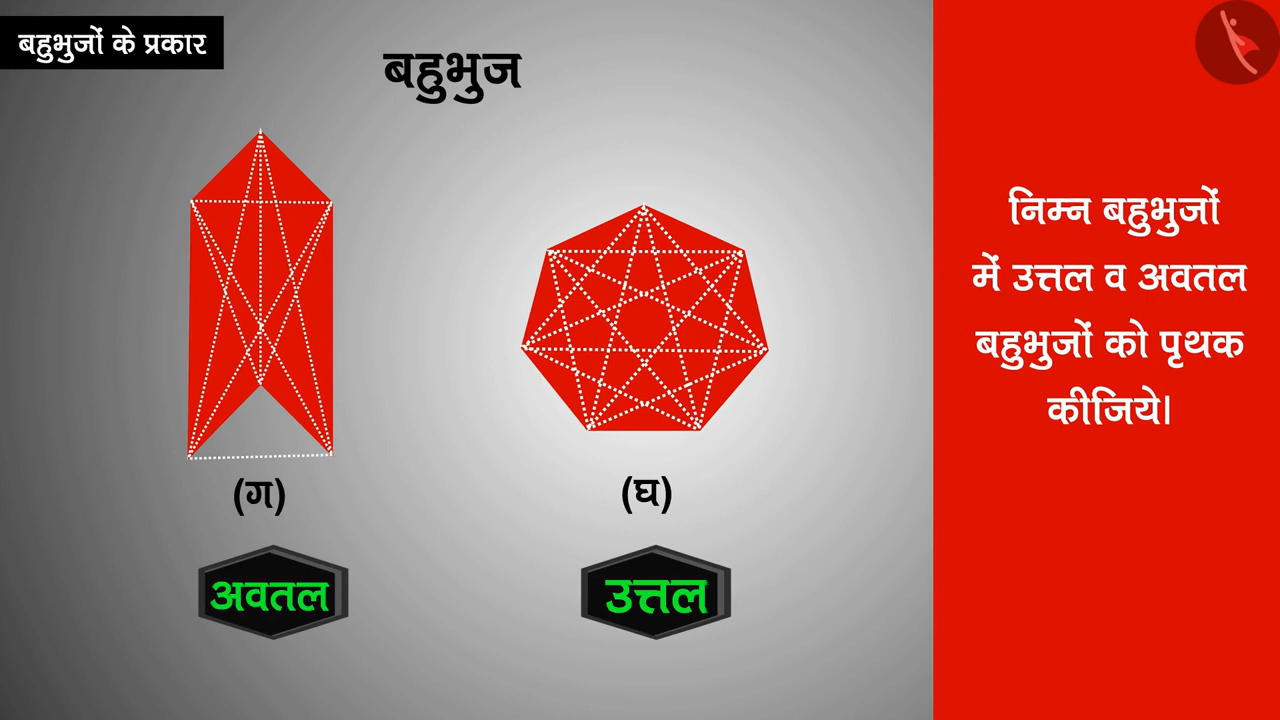 बहुभुजों के प्रकार
बहुभुज
निम्न बहुभुजों
में उत्तल व अवतल
बहुभुजों को पृथक
कीजिये।
(ग)
(घ)
अवतल
उत्तल